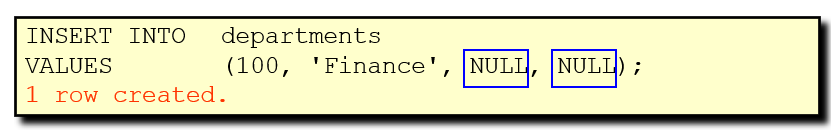 INSERT INTO departments
VALUES (100, 'Finance', NULL, NULL);
1 row created.